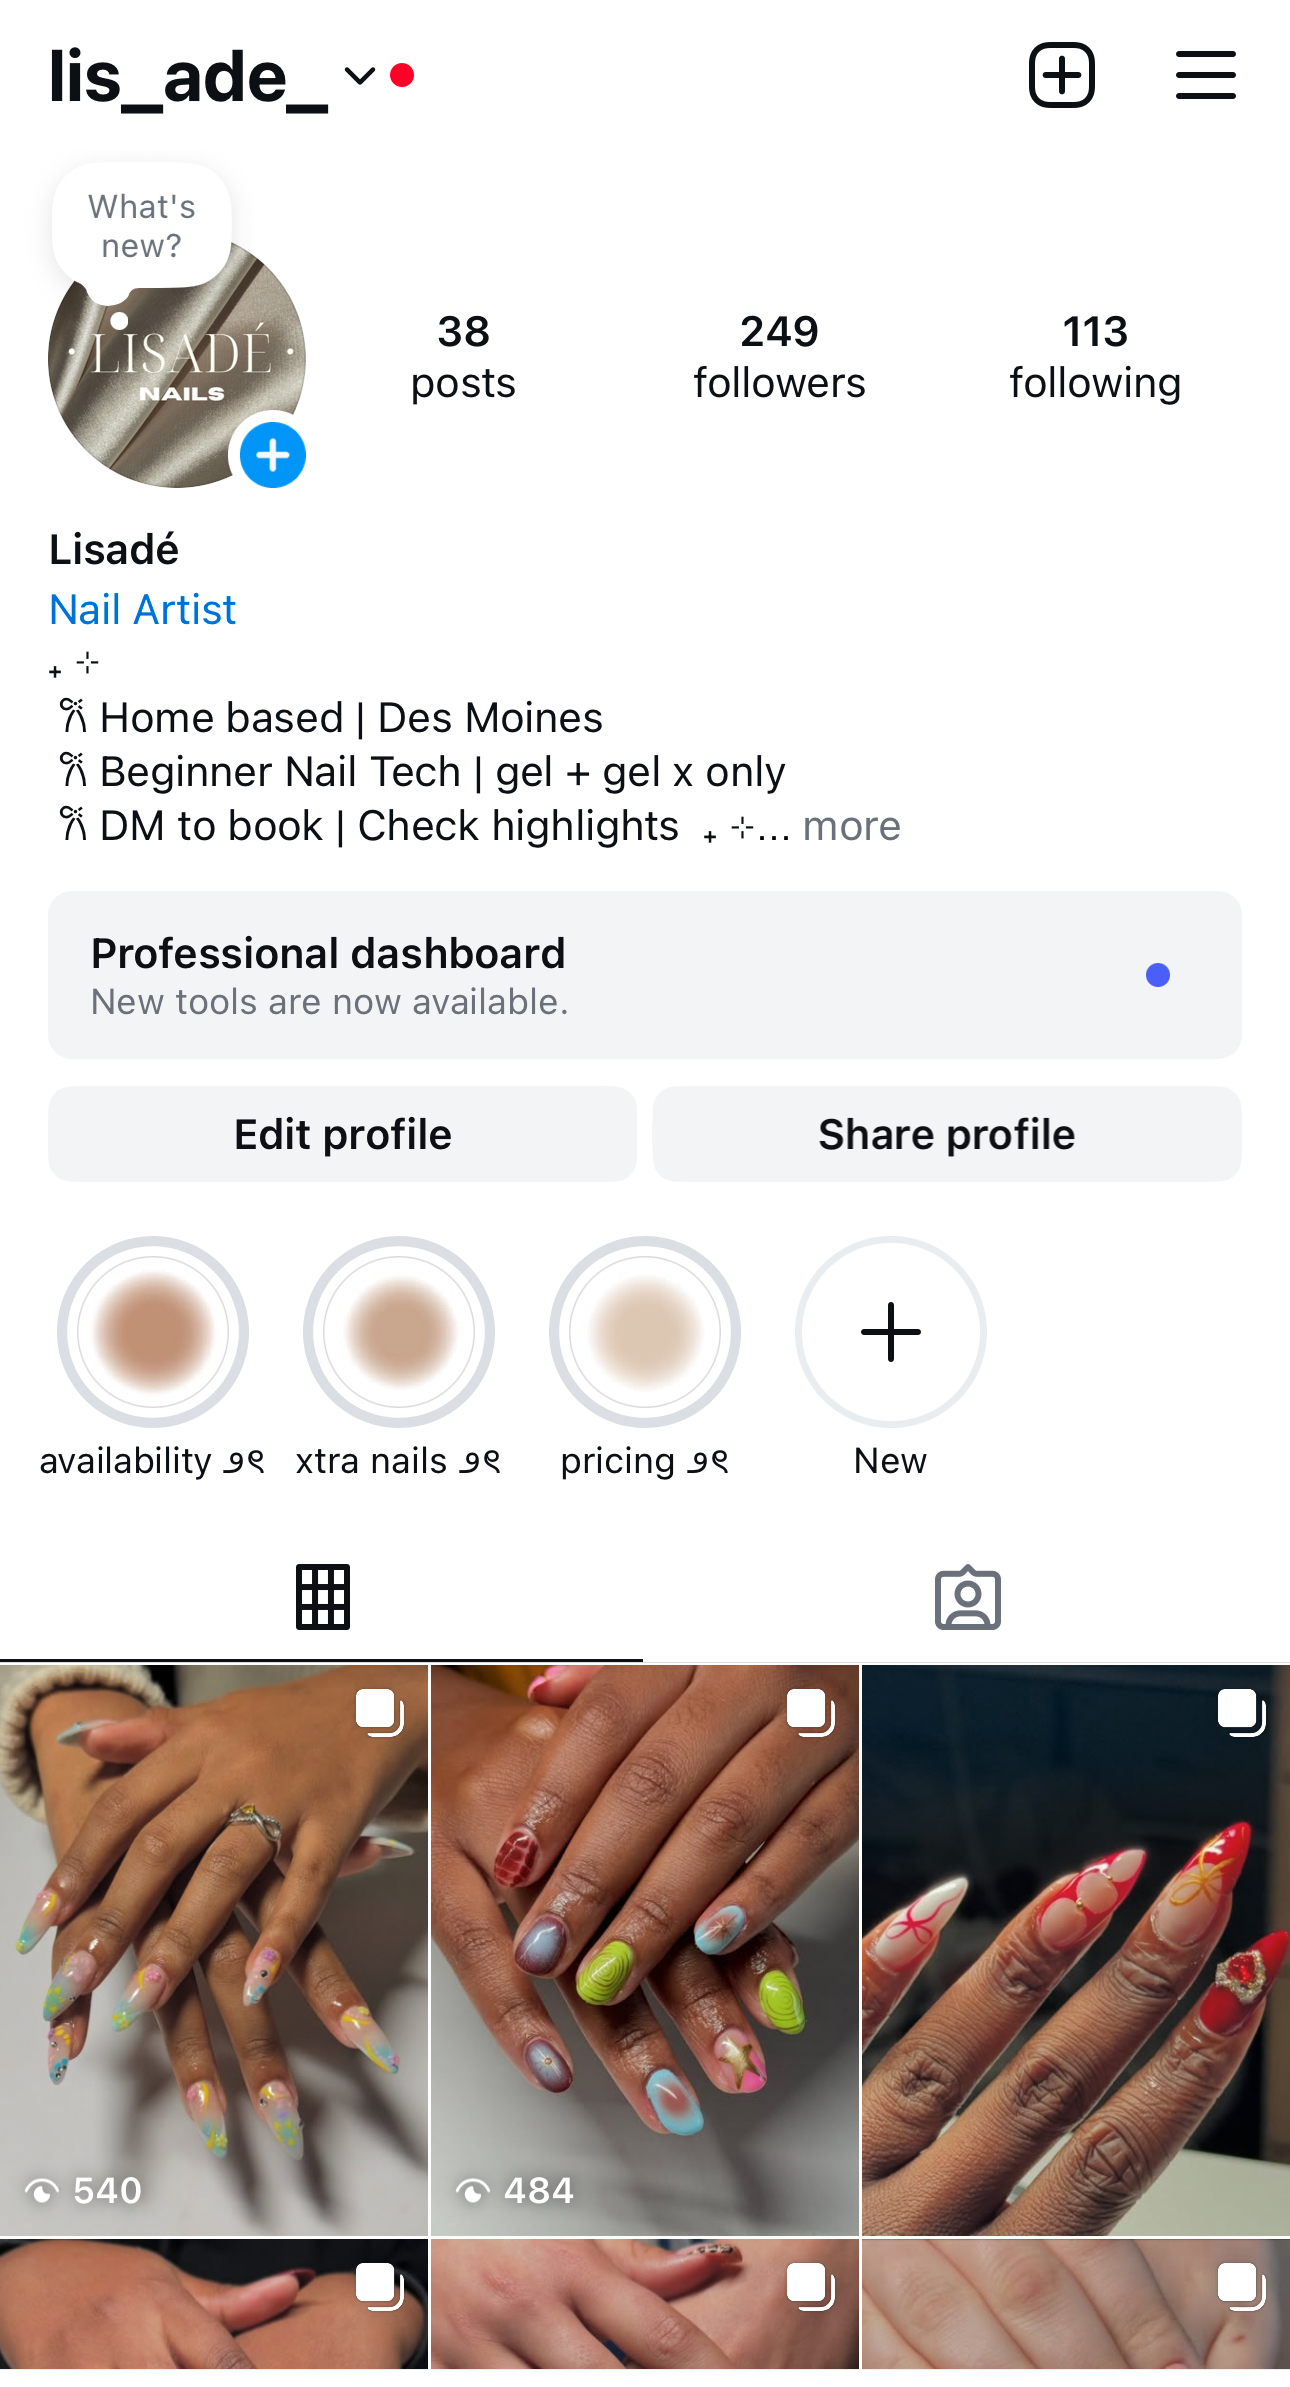 lis_ade_
What's
new?
· LISADÉ ·
NAILS
38
posts
249
followers
113
following
Lisadé
Nail Artist
₊ ⊹
𐙚 Home based | Des Moines
𐙚 Beginner Nail Tech | gel + gel x only
𐙚 DM to book | Check highlights ₊ ⊹... more
Professional dashboard
New tools are now available.
Edit profile
Share profile
availability ୨୧
xtra nails ୨୧
pricing ୨୧
New
540
484